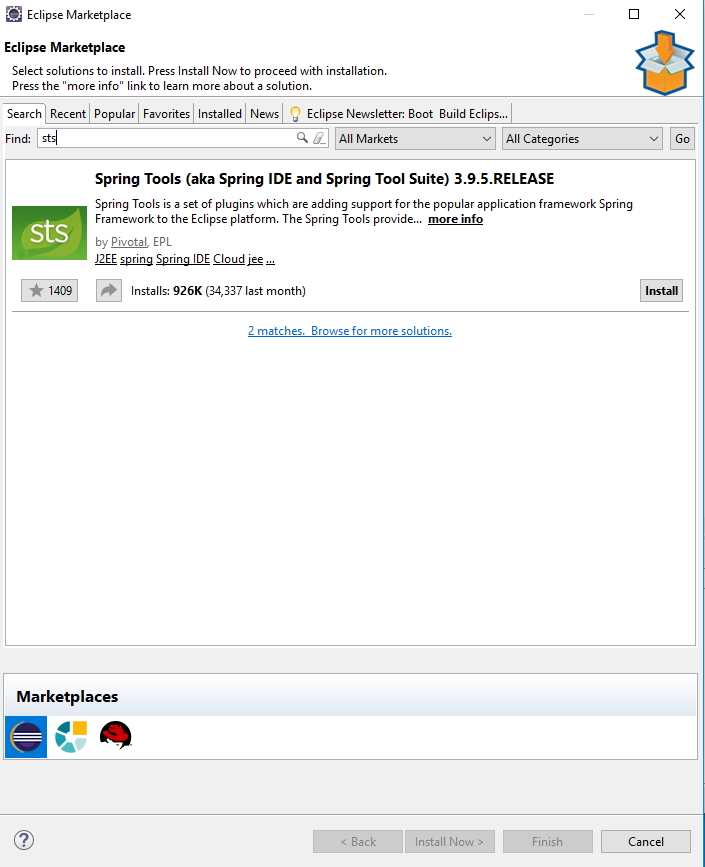 Eclipse Marketplace
Eclipse Marketplace
Select solutions to install. Press Install Now to proceed with installation.
Press the "more info" link to learn more about a solution.
Search Recent Popular Favorites Installed News Eclipse Newsletter: Boot Build Eclips...
Find: sts All Markets All Categories Go
Spring Tools (aka Spring IDE and Spring Tool Suite) 3.9.5.RELEASE
Spring Tools is a set of plugins which are adding support for the popular application framework Spring
Framework to the Eclipse platform. The Spring Tools provide... more info
sts
by Pivotal, EPL
J2EE spring Spring IDE Cloud jee ...
1409 Installs: 926K (34,337 last month) Install
2 matches. Browse for more solutions.
Marketplaces
? < Back Install Now > Finish Cancel